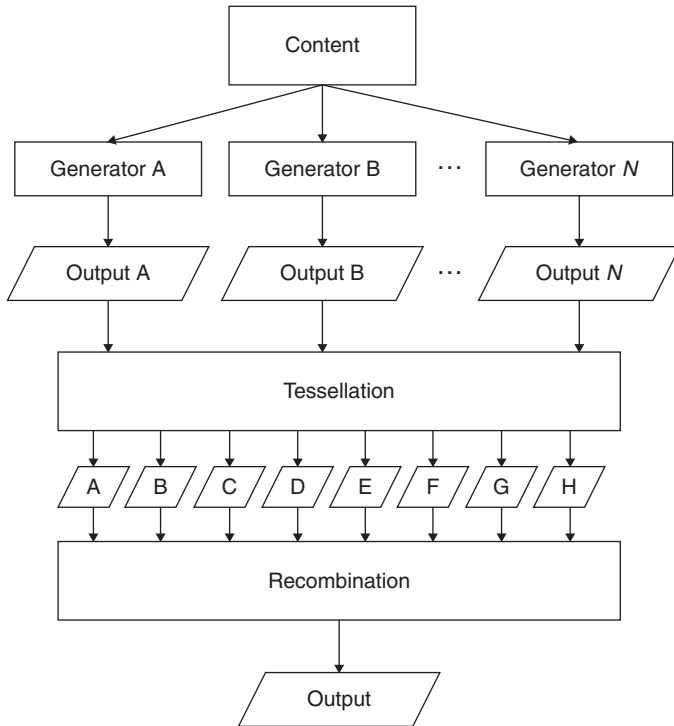 Content
Generator A
Generator B
...
Generator N
Output A
Output B
...
Output N
Tessellation
A
B
C
D
E
F
G
H
Recombination
Output